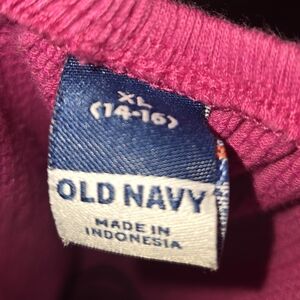 XL
(14-16)
OLD NAVY
MADE IN
INDONESIA